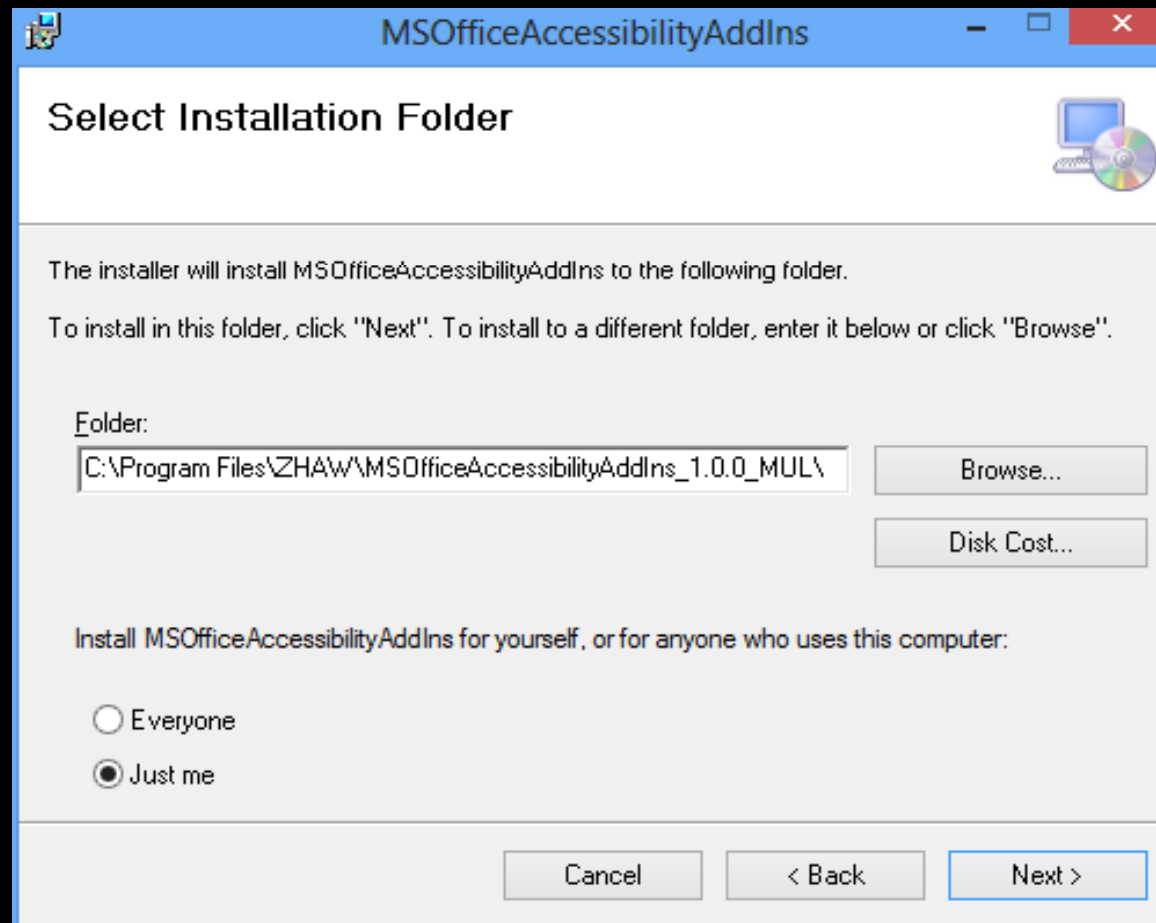 MSOfficeAccessibilityAddIns
Select Installation Folder
The installer will install MSOfficeAccessibilityAddIns to the following folder.
To install in this folder, click "Next". To install to a different folder, enter it below or click "Browse".
Folder:
C:\Program Files\ZHAW\MSOfficeAccessibilityAddIns_1.0.0_MUL\
Browse...
Disk Cost...
Install MSOfficeAccessibilityAddIns for yourself, or for anyone who uses this computer:
Everyone
Just me
Cancel
< Back
Next >